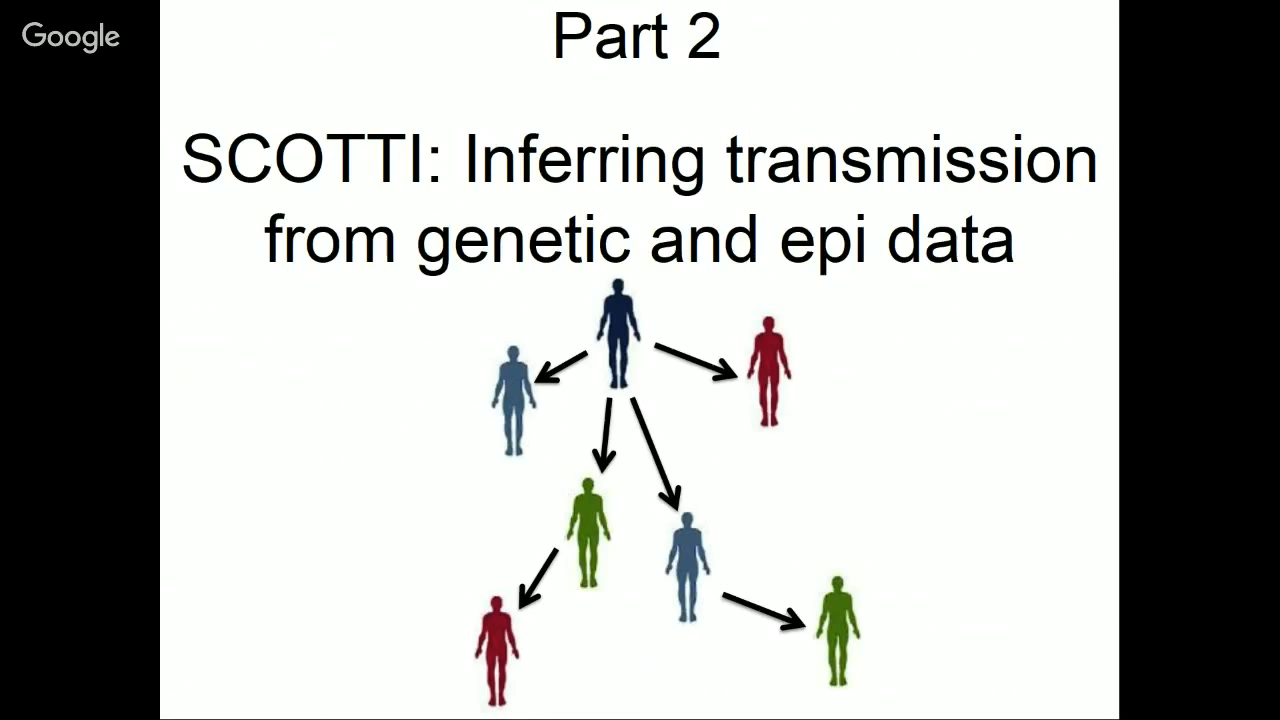 Google
Part 2
SCOTTI: Inferring transmission
from genetic and epi data